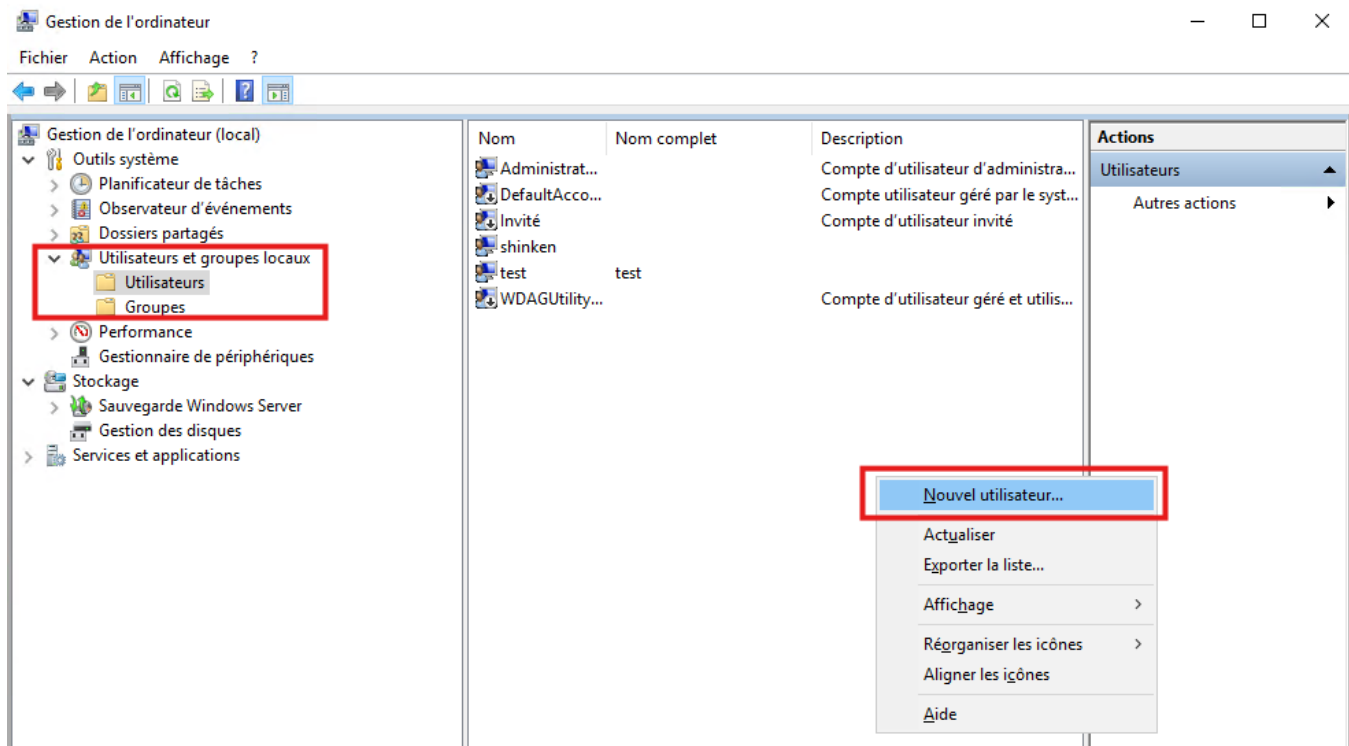 Gestion de l'ordinateur
Fichier Action Affichage ?
Gestion de l'ordinateur (local)
Outils système
Planificateur de tâches
Observateur d'événements
Dossiers partagés
Utilisateurs et groupes locaux
Utilisateurs
Groupes
Performance
Gestionnaire de périphériques
Stockage
Sauvegarde Windows Server
Gestion des disques
Services et applications
Nom Nom complet Description
Administrat... Compte d'utilisateur d'administra...
DefaultAcco... Compte utilisateur géré par le syst...
Invité Compte d'utilisateur invité
shinken
test test
WDAGUtility... Compte d'utilisateur géré et utilis...
Actions
Utilisateurs
Autres actions
Nouvel utilisateur...
Actualiser
Exporter la liste...
Affichage
Réorganiser les icônes
Aligner les icônes
Aide